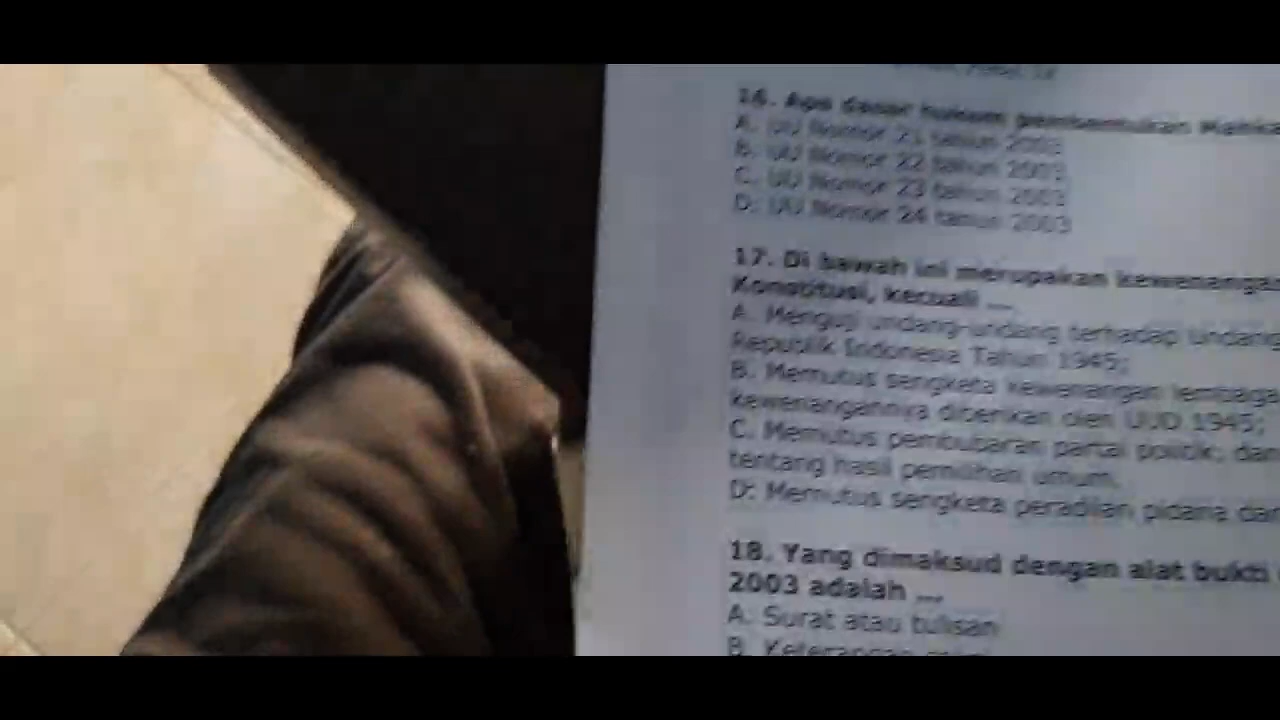 16. Apa dasar hukum pembentukan
A. UU Nomor 21 tahun 2003
B. UU Nomor 22 tahun 2003
C. UU Nomor 23 tahun 2003
D. UU Nomor 24 tahun 2003
17. Di bawah ini merupakan
Konstitusi, kecuali ...
A. Menguji undang-undang terhadap
Republik Indonesia Tahun 1945;
B. Memutus sengketa kewenangan lembaga
kewenangannya diberikan oleh UUD 1945;
C. Memutus pembubaran partai politik; dan
tentang hasil pemilihan umum.
D. Memutus sengketa peradilan pidana dan
18. Yang dimaksud dengan alat bukti
2003 adalah ...
A. Surat atau tulisan
B. Keterangan